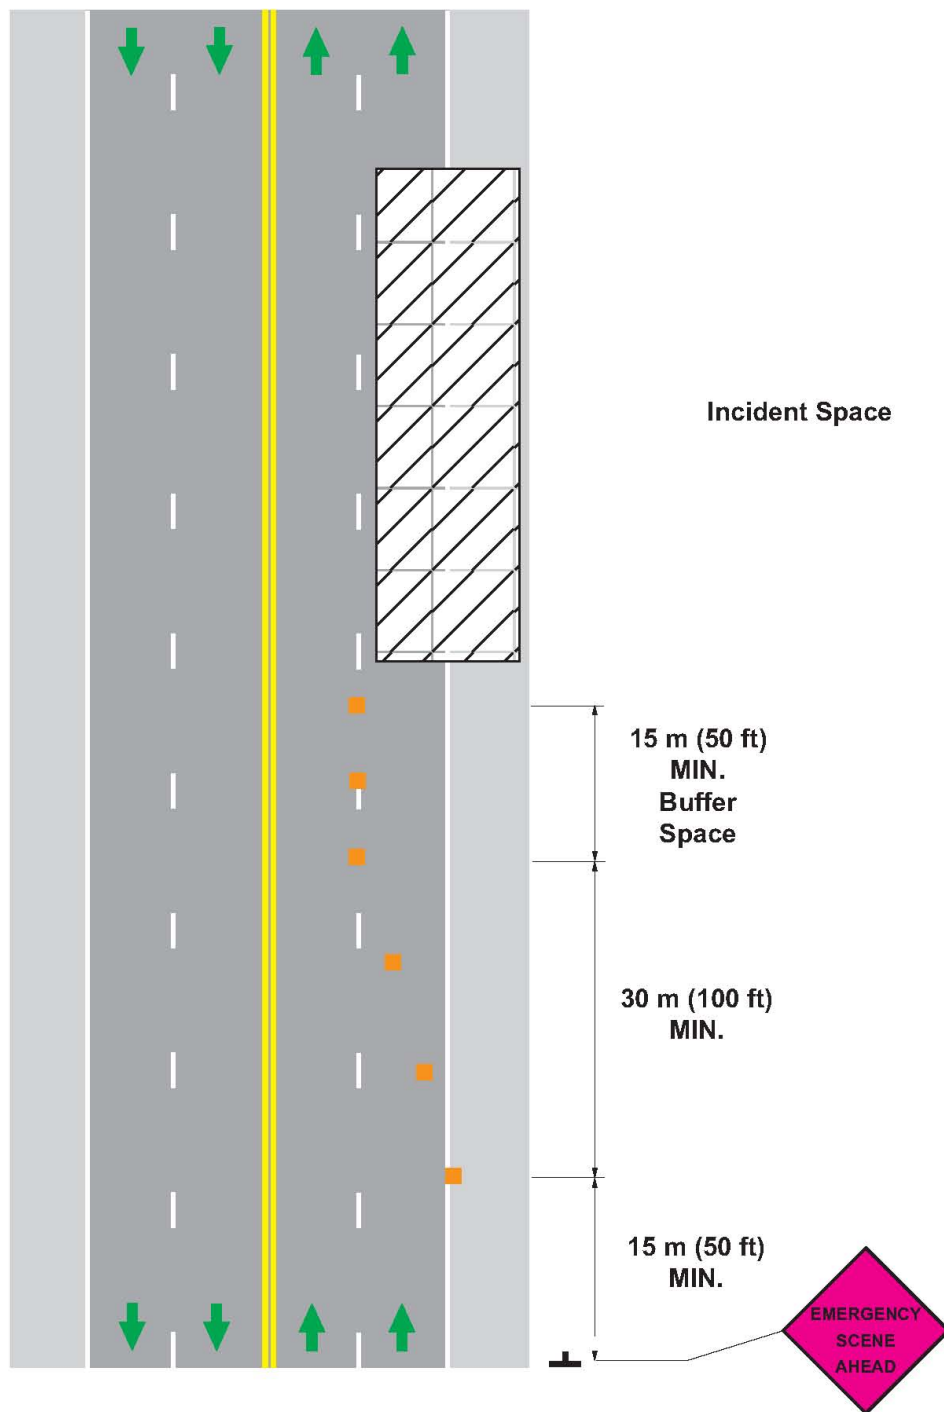 Incident Space
15 m (50 ft)
MIN.
Buffer
Space
30 m (100 ft)
MIN.
15 m (50 ft)
MIN.
EMERGENCY
SCENE
AHEAD